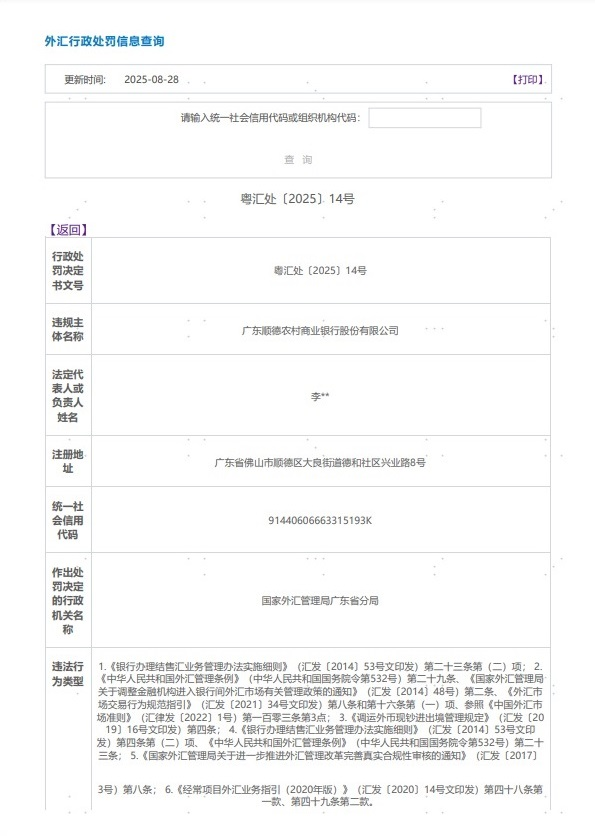 外汇行政处罚信息查询
更新时间: 2025-08-28 【打印】
请输入统一社会信用代码或组织机构代码：
查 询
粤汇处〔2025〕14号
【返回】
行政处
罚决定
书文号
粤汇处〔2025〕14号
违规主
体名称
广东顺德农村商业银行股份有限公司
法定代
表人或
负责人
姓名
李**
注册地
址
广东省佛山市顺德区大良街道德和社区兴业路8号
统一社
会信用
代码
91440606663315193K
作出处
罚决定
的行政
机关名
称
国家外汇管理局广东省分局
违法行
为类型
1.《银行办理结售汇业务管理办法实施细则》（汇发〔2014〕53号文印发）第二十三条第（二）项； 2.
《中华人民共和国外汇管理条例》（中华人民共和国国务院令第532号）第二十九条、《国家外汇管理局
关于调整金融机构进入银行间外汇市场有关管理政策的通知》（汇发〔2014〕48号）第二条、《外汇市
场交易行为规范指引》（汇发〔2021〕34号文印发）第八条和第十六条第（一）项、参照《中国外汇市
场准则》（汇律发〔2022〕1号）第一百零三条第3点； 3.《调运外币现钞进出境管理规定》（汇发〔20
19〕16号文印发）第四条； 4.《银行办理结售汇业务管理办法实施细则》（汇发〔2014〕53号文印
发）第四条第（二）项、《中华人民共和国外汇管理条例》（中华人民共和国国务院令第532号）第二十
三条； 5.《国家外汇管理局关于进一步推进外汇管理改革完善真实合规性审核的通知》（汇发〔2017〕
3号）第八条； 6.《经常项目外汇业务指引（2020年版）》（汇发〔2020〕14号文印发）第四十八条第
一款、第四十九条第二款。